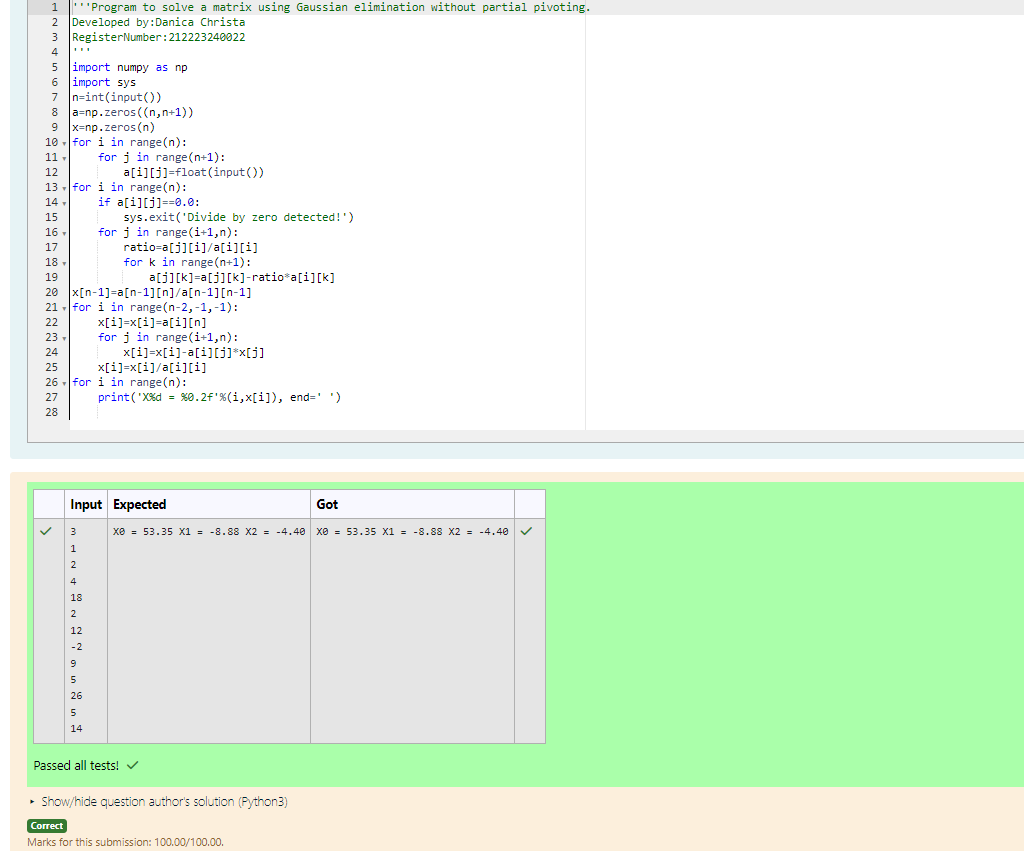 1 '''Program to solve a matrix using Gaussian elimination without partial pivoting.
2 Developed by:Danica Christa
3 RegisterNumber:212223240022
4 '''
5 import numpy as np
6 import sys
7 n=int(input())
8 a=np.zeros((n,n+1))
9 x=np.zeros(n)
10 for i in range(n):
11     for j in range(n+1):
12         a[i][j]=float(input())
13 for i in range(n):
14     if a[i][j]==0.0:
15         sys.exit('Divide by zero detected!')
16     for j in range(i+1,n):
17         ratio=a[j][i]/a[i][i]
18         for k in range(n+1):
19             a[j][k]=a[j][k]-ratio*a[i][k]
20 x[n-1]=a[n-1][n]/a[n-1][n-1]
21 for i in range(n-2,-1,-1):
22     x[i]=x[i]=a[i][n]
23     for j in range(i+1,n):
24         x[i]=x[i]-a[i][j]*x[j]
25     x[i]=x[i]/a[i][i]
26 for i in range(n):
27     print('X%d = %0.2f'%(i,x[i]), end=' ')
28
Input Expected Got
3 X0 = 53.35 X1 = -8.88 X2 = -4.40 X0 = 53.35 X1 = -8.88 X2 = -4.40
1
2
4
18
2
12
-2
9
5
26
5
14
Passed all tests!
Show/hide question author's solution (Python3)
Correct
Marks for this submission: 100.00/100.00.